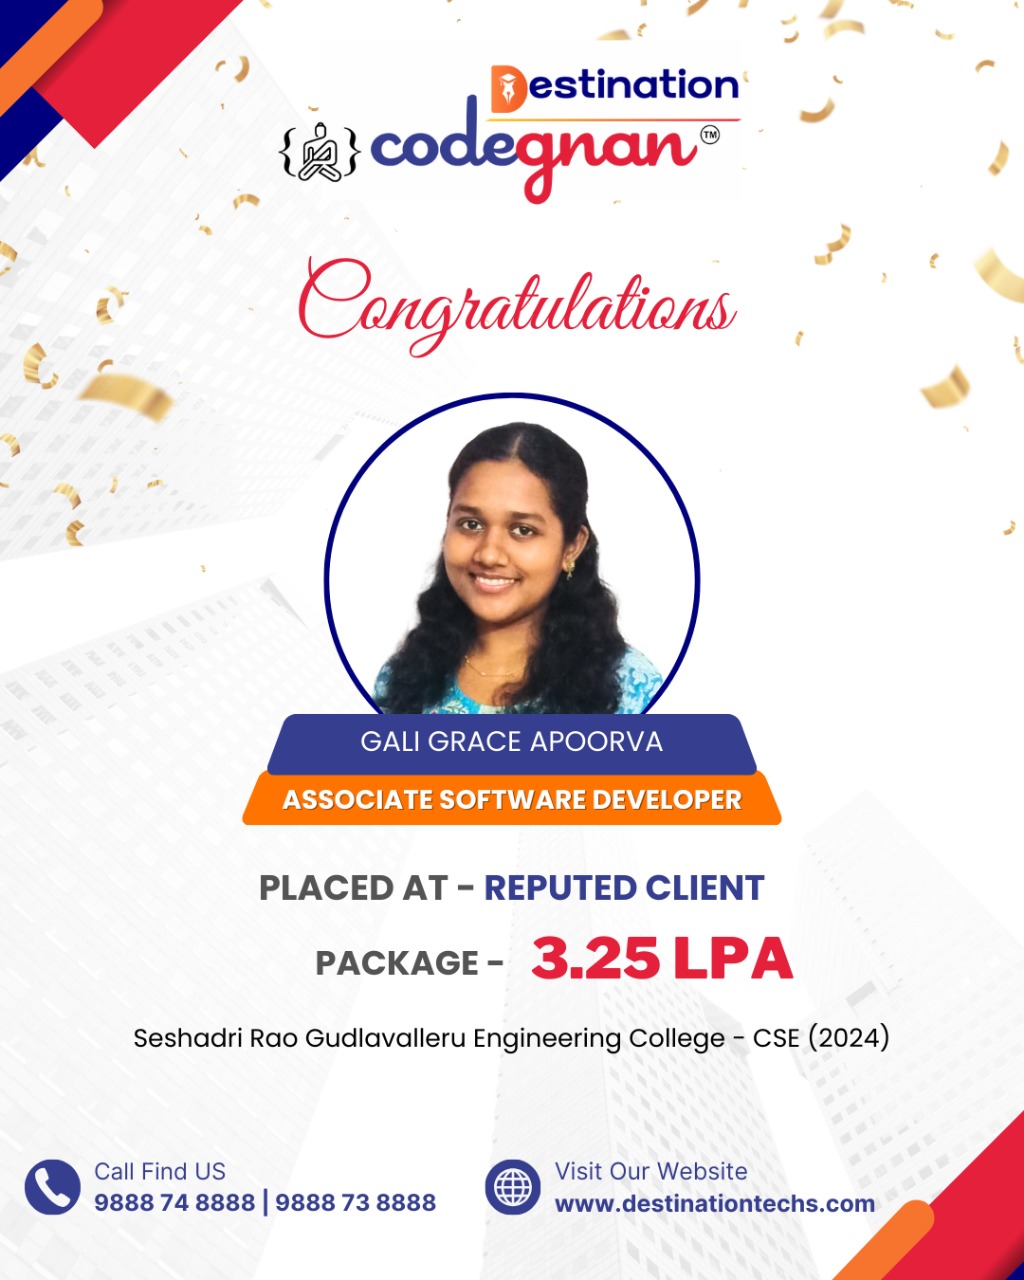 Destination
codegnan™
Congratulations
GALI GRACE APOORVA
ASSOCIATE SOFTWARE DEVELOPER
PLACED AT - REPUTED CLIENT
PACKAGE - 3.25 LPA
Seshadri Rao Gudlavalleru Engineering College - CSE (2024)
Call Find US
9888 74 8888 | 9888 73 8888
Visit Our Website
www.destinationtechs.com